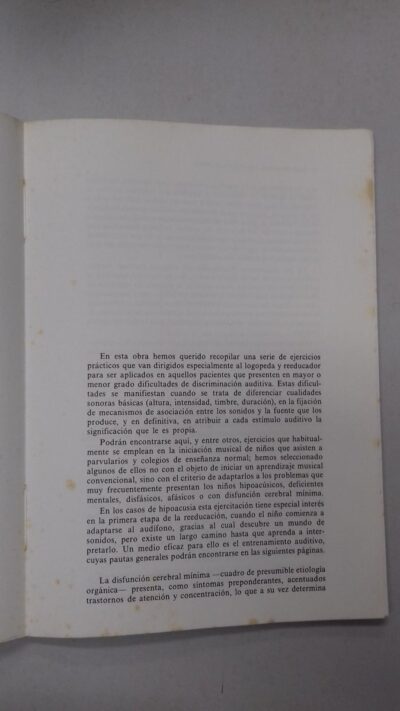 En esta obra hemos querido recopilar una serie de ejercicios
prácticos que van dirigidos especialmente al logopeda y reeducador
para ser aplicados en aquellos pacientes que presenten en mayor o
menor grado dificultades de discriminación auditiva. Estas dificul-
tades se manifiestan cuando se trata de diferenciar cualidades
sonoras básicas (altura, intensidad, timbre, duración), en la fijación
de mecanismos de asociación entre los sonidos y la fuente que los
produce, y en definitiva, en atribuir a cada estímulo auditivo la
significación que le es propia.
Podrán encontrarse aquí, y entre otros, ejercicios que habitual-
mente se emplean en la iniciación musical de niños que asisten a
parvularios y colegios de enseñanza normal; hemos seleccionado
algunos de ellos no con el objeto de iniciar un aprendizaje musical
convencional, sino con el criterio de adaptarlos a los problemas que
muy frecuentemente presentan los niños hipoacúsicos, deficientes
mentales, disfásicos, afásicos o con disfunción cerebral mínima.
En los casos de hipoacusia esta ejercitación tiene especial interés
en la primera etapa de la reeducación, cuando el niño comienza a
adaptarse al audífono, gracias al cual descubre un mundo de
sonidos, pero existe un largo camino hasta que aprenda a inter-
pretarlo. Un medio eficaz para ello es el entrenamiento auditivo,
cuyas pautas generales podrán encontrarse en las siguientes páginas.
La disfunción cerebral mínima —cuadro de presumible etiología
orgánica— presenta, como síntomas preponderantes, acentuados
trastornos de atención y concentración, lo que a su vez determina